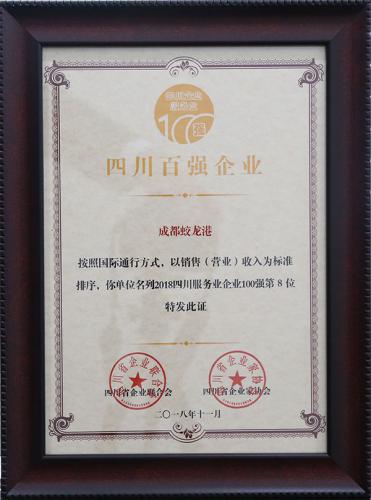 100强
四川百强企业
成都蛟龙港
按照国际通行方式，以销售（营业）收入为标准
排序，你单位名列2018四川服务业企业100强第 8 位
特发此证
四川省企业联合会
四川省企业家协会
二〇一八年十一月